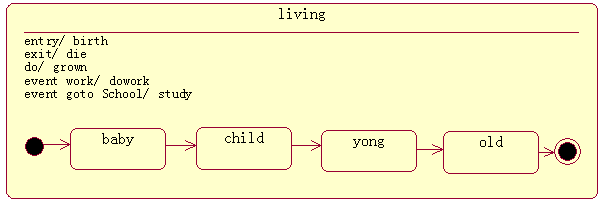 living
entry/ birth
exit/ die
do/ grown
event work/ dowork
event goto School/ study
baby
child
yong
old